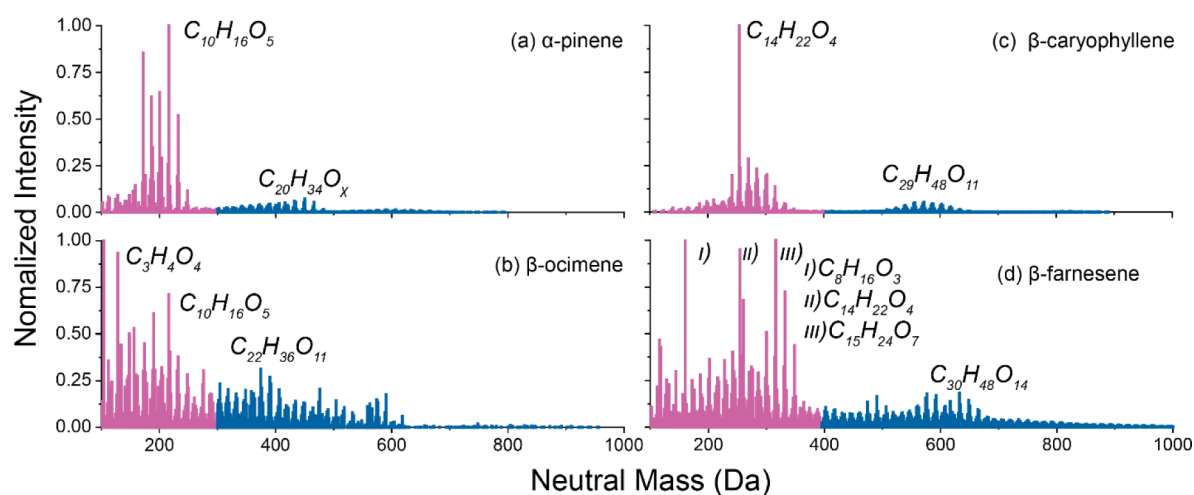 Nomalized Intensity
1.00
0.75
0.50
0.25
0.00
C₁₀H₁₆O₅
(a) α-pinene
C₂₀H₃₄Oₓ
1.00
0.75
0.50
0.25
0.00
C₃H₄O₄
(b) β-ocimene
C₁₀H₁₆O₅
C₂₂H₃₆O₁₁
200
400
600
800
1000
C₁₄H₂₂O₄
(c) β-caryophyllene
C₂₉H₄₈O₁₁
I)
II)
III)
(d) β-farnesene
I)C₈H₁₆O₃
II)C₁₄H₂₂O₄
III)C₁₅H₂₄O₇
C₃₀H₄₈O₁₄
200
400
600
800
1000
Neutral Mass (Da)